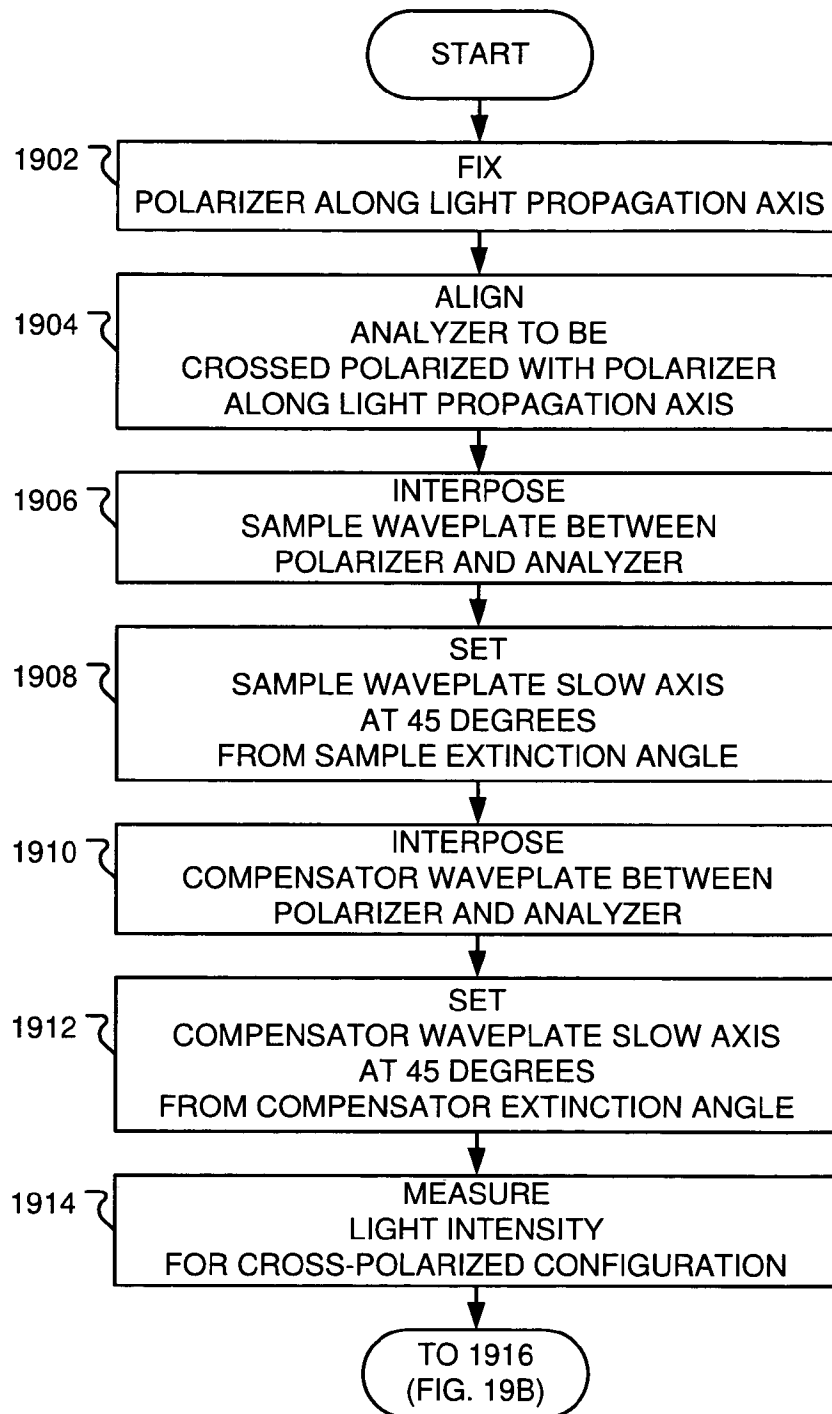 START
1902
FIX
POLARIZER ALONG LIGHT PROPAGATION AXIS
1904
ALIGN
ANALYZER TO BE
CROSSED POLARIZED WITH POLARIZER
ALONG LIGHT PROPAGATION AXIS
1906
INTERPOSE
SAMPLE WAVEPLATE BETWEEN
POLARIZER AND ANALYZER
1908
SET
SAMPLE WAVEPLATE SLOW AXIS
AT 45 DEGREES
FROM SAMPLE EXTINCTION ANGLE
1910
INTERPOSE
COMPENSATOR WAVEPLATE BETWEEN
POLARIZER AND ANALYZER
1912
SET
COMPENSATOR WAVEPLATE SLOW AXIS
AT 45 DEGREES
FROM COMPENSATOR EXTINCTION ANGLE
1914
MEASURE
LIGHT INTENSITY
FOR CROSS-POLARIZED CONFIGURATION
TO 1916
(FIG. 19B)